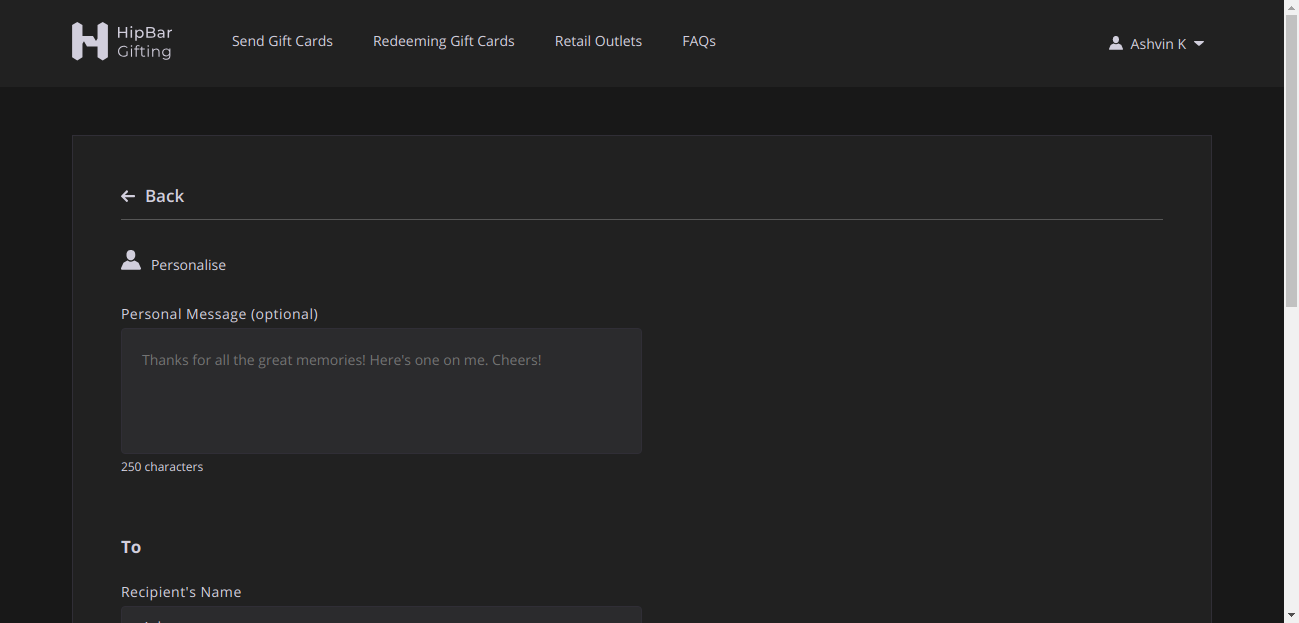 HipBar
Gifting
Send Gift Cards
Redeeming Gift Cards
Retail Outlets
FAQs
Ashvin K
Back
Personalise
Personal Message (optional)
Thanks for all the great memories! Here's one on me. Cheers!
250 characters
To
Recipient's Name